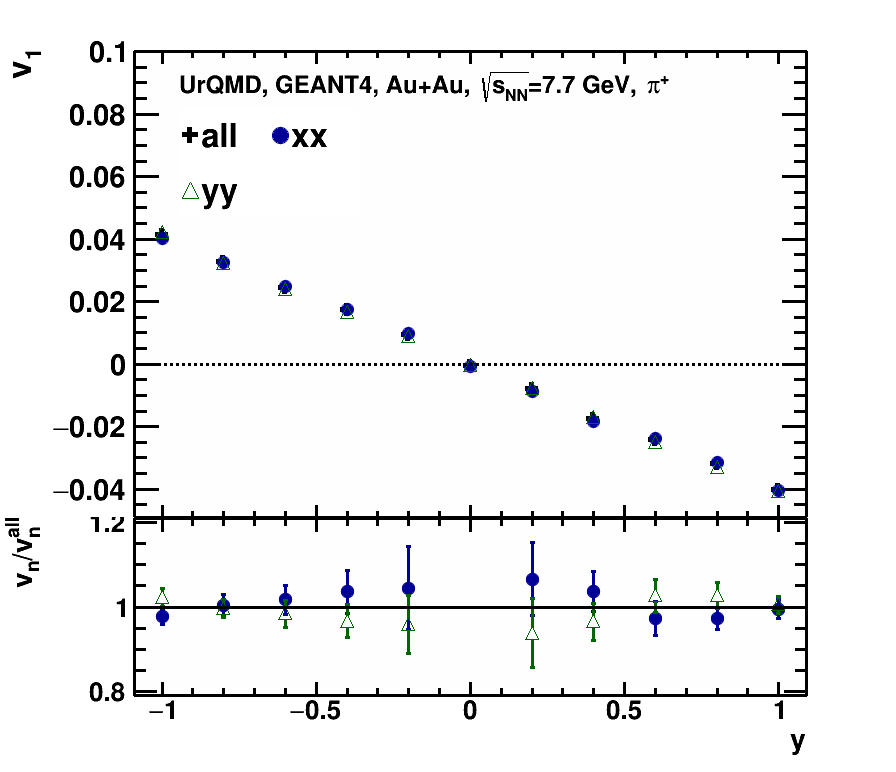 v₁
0.1
UrQMD, GEANT4, Au+Au, √sNN=7.7 GeV, π⁺
0.08
all xx
0.06
yy
0.04
0.02
0
−0.02
−0.04
vₙ/vₙᵃˡˡ
1.2
1
0.8
−1 −0.5 0 0.5 1
y